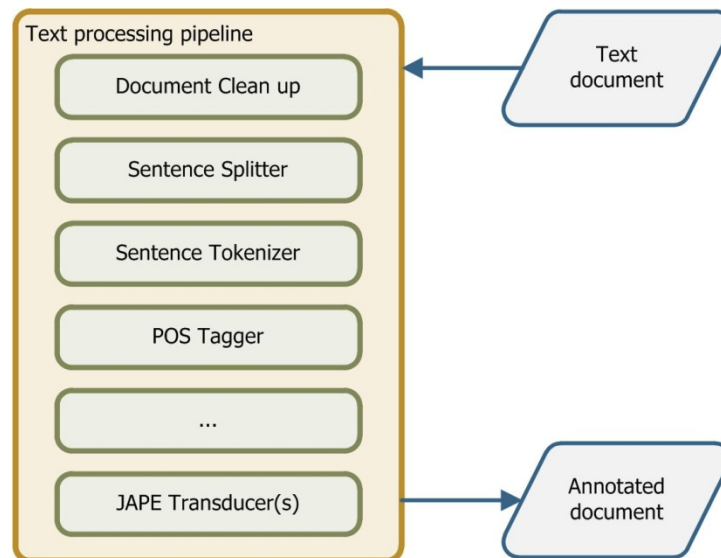 Text processing pipeline
Document Clean up
Sentence Splitter
Sentence Tokenizer
POS Tagger
...
JAPE Transducer(s)
Text
document
Annotated
document